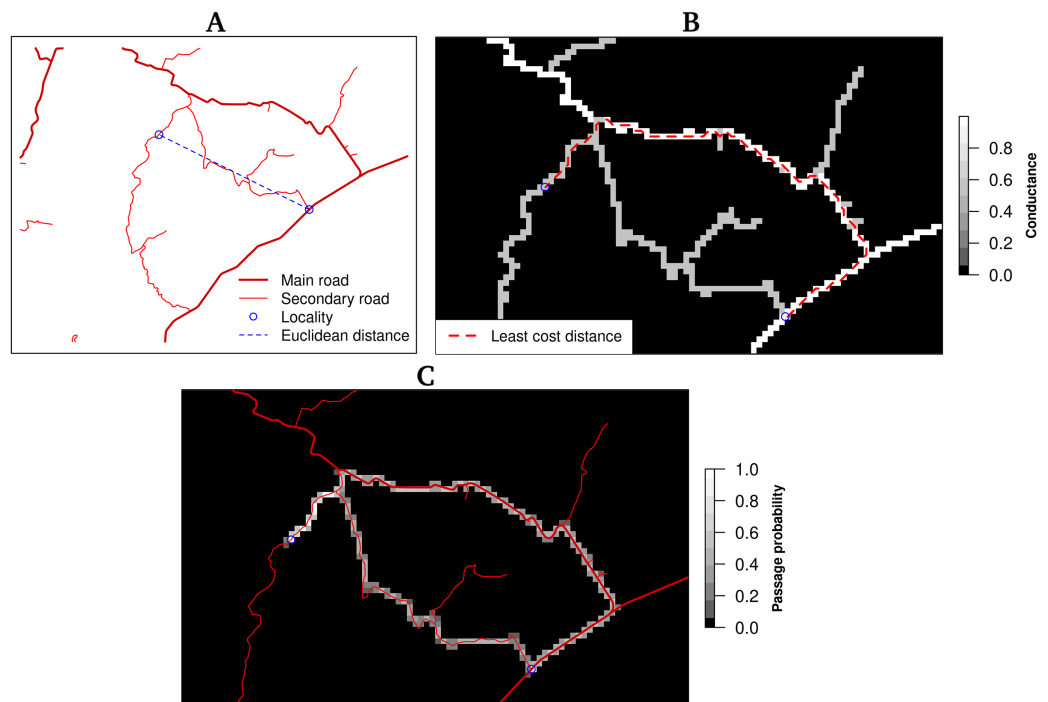 A
Main road
Secondary road
Locality
Euclidean distance
B
Least cost distance
0.8
0.6
0.4
0.2
0.0
Conductance
C
1.0
0.8
0.6
0.4
0.2
0.0
Passage probability